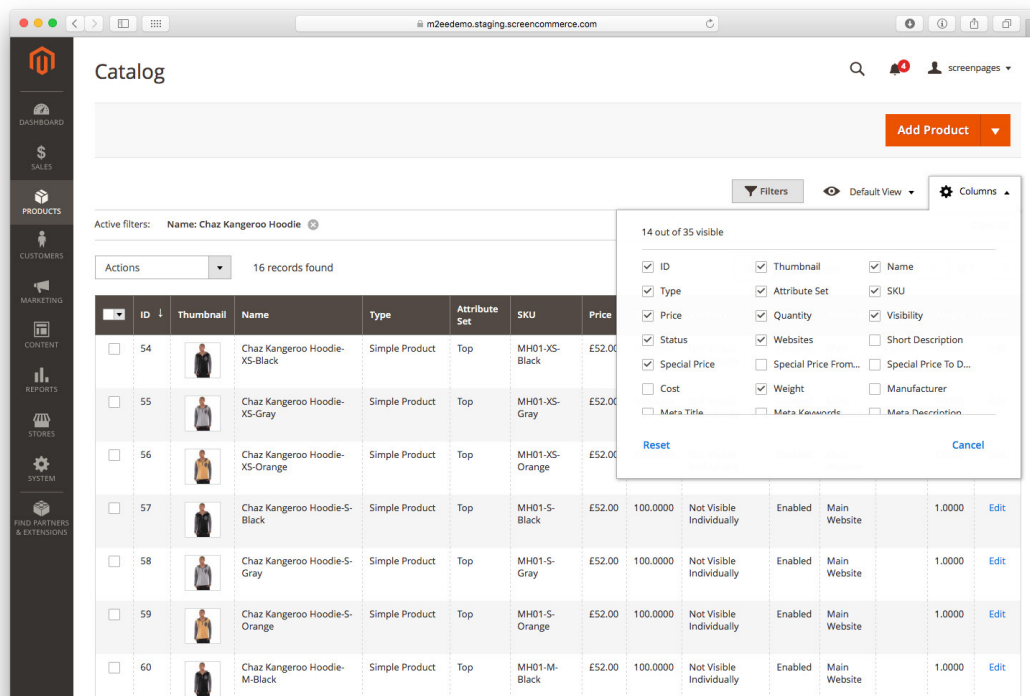 m2eedemo.staging.screencommerce.com
Catalog
4
screenpages
DASHBOARD
SALES
PRODUCTS
CUSTOMERS
MARKETING
CONTENT
REPORTS
STORES
SYSTEM
FIND PARTNERS
& EXTENSIONS
Add Product
Filters
Default View
Columns
Active filters: Name: Chaz Kangeroo Hoodie
Actions
16 records found
14 out of 35 visible
ID Thumbnail Name
Type Attribute Set SKU
Price Quantity Visibility
Status Websites Short Description
Special Price Special Price From... Special Price To D...
Cost Weight Manufacturer
Meta Title Meta Keywords Meta Description
Reset Cancel
ID Thumbnail Name Type Attribute Set SKU Price
54 Chaz Kangeroo Hoodie- Simple Product Top MH01-XS- £52.00
XS-Black Black
55 Chaz Kangeroo Hoodie- Simple Product Top MH01-XS- £52.00
XS-Gray Gray
56 Chaz Kangeroo Hoodie- Simple Product Top MH01-XS- £52.00
XS-Orange Orange
57 Chaz Kangeroo Hoodie-S- Simple Product Top MH01-S- £52.00 100.0000 Not Visible Enabled Main 1.0000 Edit
Black Black Individually Website
58 Chaz Kangeroo Hoodie-S- Simple Product Top MH01-S- £52.00 100.0000 Not Visible Enabled Main 1.0000 Edit
Gray Gray Individually Website
59 Chaz Kangeroo Hoodie-S- Simple Product Top MH01-S- £52.00 100.0000 Not Visible Enabled Main 1.0000 Edit
Orange Orange Individually Website
60 Chaz Kangeroo Hoodie- Simple Product Top MH01-M- £52.00 100.0000 Not Visible Enabled Main 1.0000 Edit
M-Black Black Individually Website